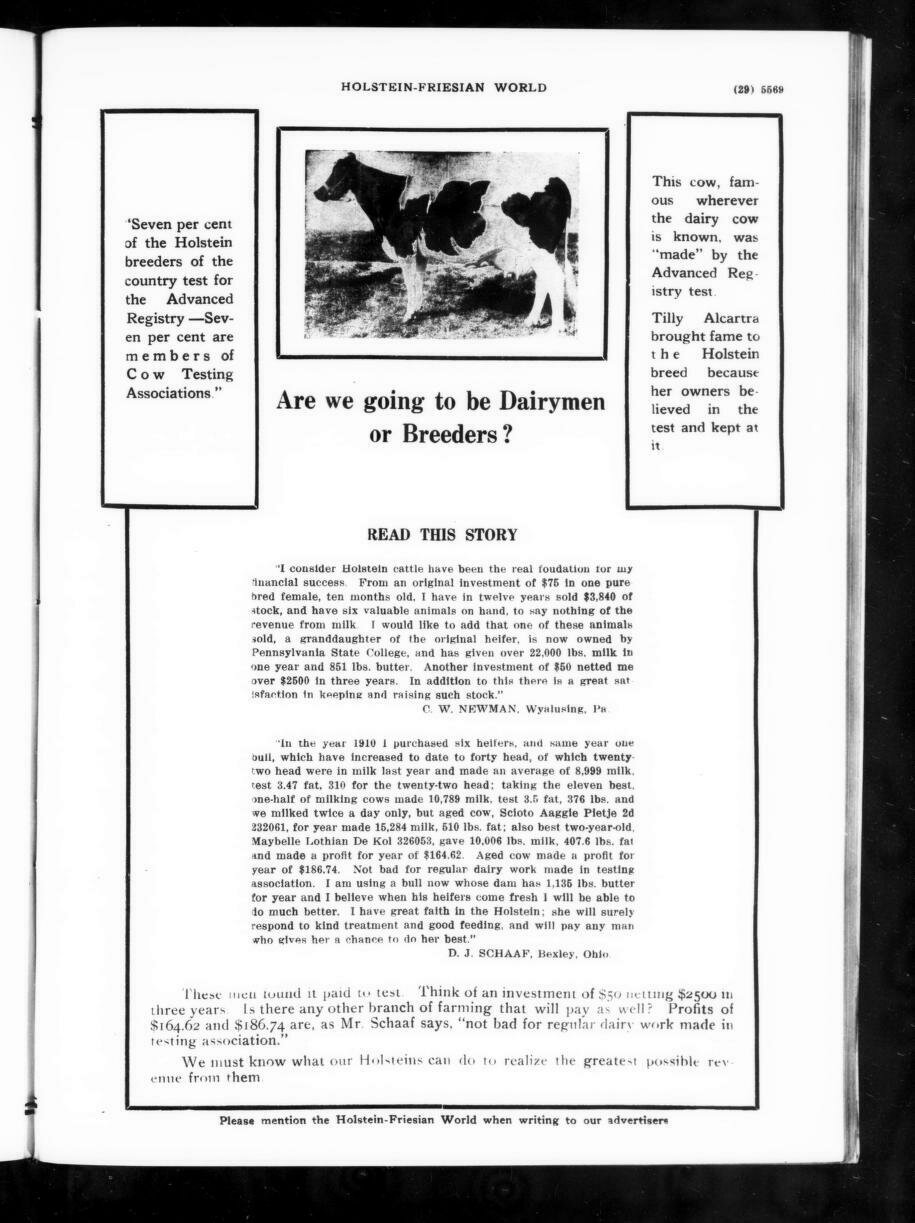 HOLSTEIN-FRIESIAN WORLD
(29) 5569
"Seven per cent
of the Holstein
breeders of the
country test for
the Advanced
Registry —Sev-
en per cent are
members of
Cow Testing
Associations."
This cow, fam-
ous wherever
the dairy cow
is known, was
"made" by the
Advanced Reg-
istry test.
Tilly Alcartra
brought fame to
the Holstein
breed because
her owners be-
lieved in the
test and kept at
it
Are we going to be Dairymen
or Breeders?
READ THIS STORY
"I consider Holstein cattle have been the real foudation for my
financial success. From an original investment of $75 in one pure
bred female, ten months old, I have in twelve years sold $3,840 of
stock, and have six valuable animals on hand, to say nothing of the
revenue from milk. I would like to add that one of these animals
sold, a granddaughter of the original heifer, is now owned by
Pennsylvania State College, and has given over 22,000 lbs. milk in
one year and 851 lbs. butter. Another investment of $50 netted me
over $2500 in three years. In addition to this there is a great sat-
isfaction in keeping and raising such stock."
C. W. NEWMAN, Wyalusing, Pa.
"In the year 1910 I purchased six heifers, and same year one
bull, which have increased to date to forty head, of which twenty-
two head were in milk last year and made an average of 8,999 milk,
test 3.47 fat, 310 for the twenty-two head; taking the eleven best,
one-half of milking cows made 10,789 milk, test 3.5 fat, 376 lbs. and
we milked twice a day only, but aged cow, Scioto Aaggie Pietje 2d
232061, for year made 15,284 milk, 510 lbs. fat; also best two-year-old,
Maybelle Lothian De Kol 326053, gave 10,006 lbs. milk, 407.6 lbs. fat
and made a profit for year of $164.62. Aged cow made a profit for
year of $186.74. Not bad for regular dairy work made in testing
association. I am using a bull now whose dam has 1,135 lbs. butter
for year and I believe when his heifers come fresh I will be able to
do much better. I have great faith in the Holstein; she will surely
respond to kind treatment and good feeding, and will pay any man
who gives her a chance to do her best."
D. J. SCHAAF, Bexley, Ohio.
These men found it paid to test. Think of an investment of $50 netting $2500 in
three years. Is there any other branch of farming that will pay as well? Profits of
$164.62 and $186.74 are, as Mr. Schaaf says, "not bad for regular dairy work made in
testing association."
We must know what our Holsteins can do to realize the greatest possible rev-
enue from them.
Please mention the Holstein-Friesian World when writing to our advertisers